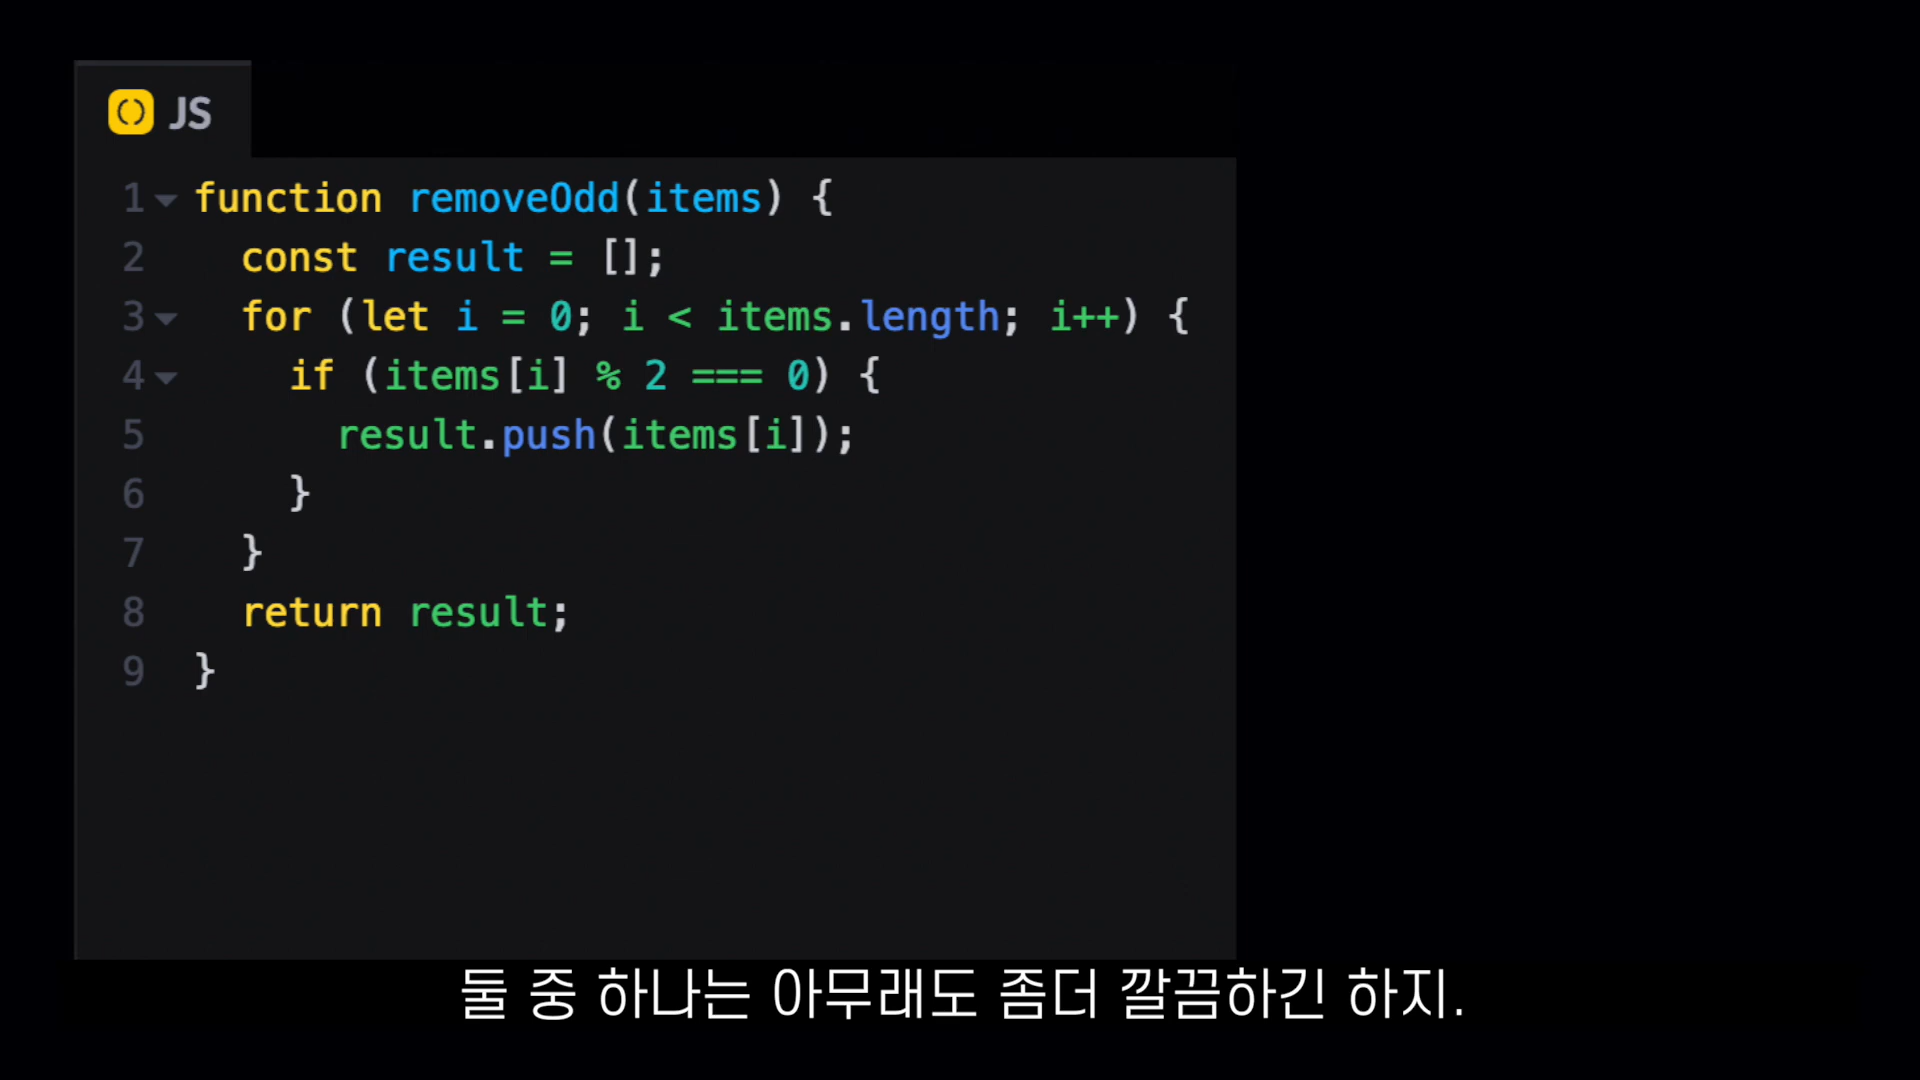 JS
1 function removeOdd(items) {
2   const result = [];
3   for (let i = 0; i < items.length; i++) {
4     if (items[i] % 2 === 0) {
5       result.push(items[i]);
6     }
7   }
8   return result;
9 }
둘 중 하나는 아무래도 좀더 깔끔하긴 하지.